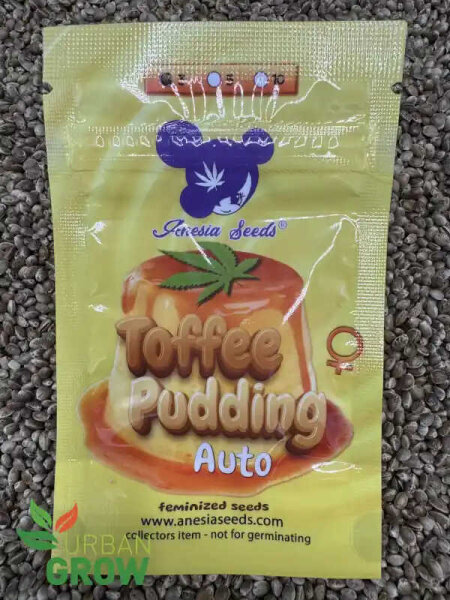 3 5 10
Anesia Seeds®
Toffee
Pudding
Auto
feminized seeds
www.anesiaseeds.com
collectors item - not for germinating
URBAN
GROW